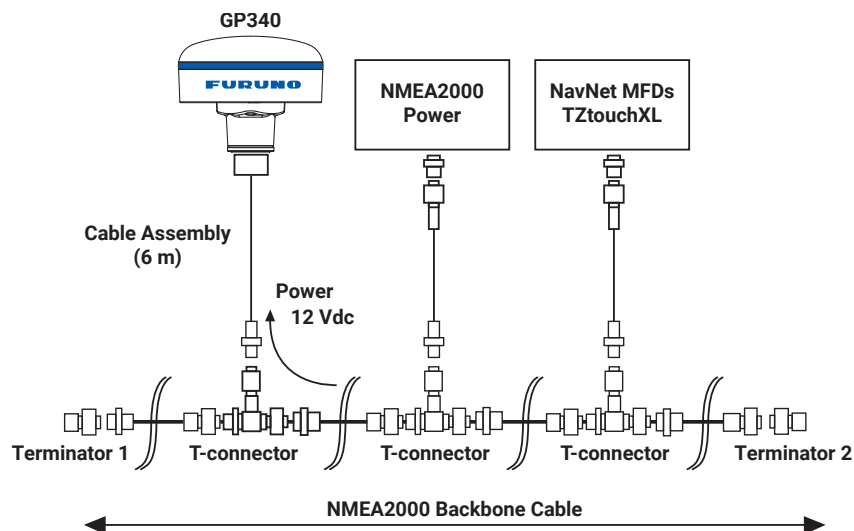 GP340
FURUNO
NMEA2000
Power
NavNet MFDs
TZtouchXL
Cable Assembly
(6 m)
Power
12 Vdc
Terminator 1
T-connector
T-connector
T-connector
Terminator 2
NMEA2000 Backbone Cable